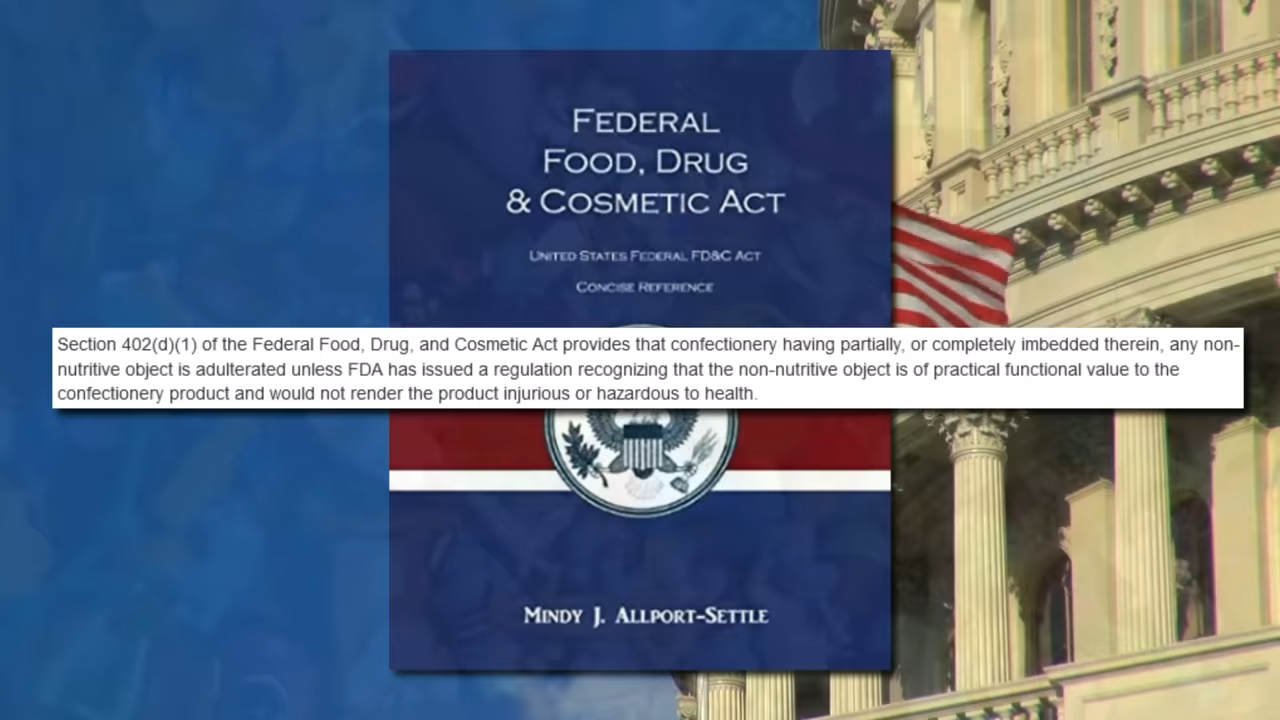 FEDERAL
FOOD, DRUG
& COSMETIC ACT
UNITED STATES FEDERAL FD&C ACT
CONCISE REFERENCE
Section 402(d)(1) of the Federal Food, Drug, and Cosmetic Act provides that confectionery having partially, or completely imbedded therein, any non-
nutritive object is adulterated unless FDA has issued a regulation recognizing that the non-nutritive object is of practical functional value to the
confectionery product and would not render the product injurious or hazardous to health.
MINDY J. ALLPORT-SETTLE